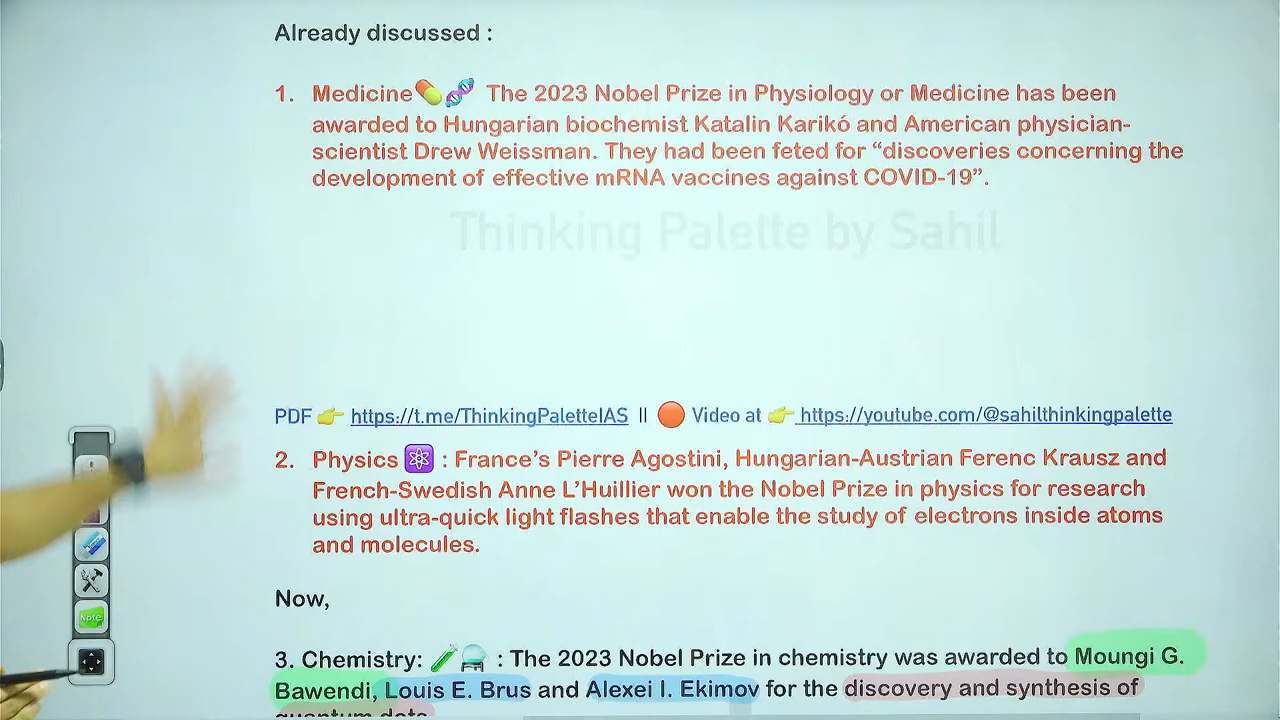 Already discussed :
1. Medicine The 2023 Nobel Prize in Physiology or Medicine has been
awarded to Hungarian biochemist Katalin Karikó and American physician-
scientist Drew Weissman. They had been feted for “discoveries concerning the
development of effective mRNA vaccines against COVID-19”.
Thinking Palette by Sahil
PDF 👉 https://t.me/ThinkingPaletteIAS || 🔴 Video at 👉 https://youtube.com/@sahilthinkingpalette
2. Physics ⚛ : France’s Pierre Agostini, Hungarian-Austrian Ferenc Krausz and
French-Swedish Anne L’Huillier won the Nobel Prize in physics for research
using ultra-quick light flashes that enable the study of electrons inside atoms
and molecules.
Now,
Note
3. Chemistry: : The 2023 Nobel Prize in chemistry was awarded to Moungi G.
Bawendi, Louis E. Brus and Alexei I. Ekimov for the discovery and synthesis of
quantum dots